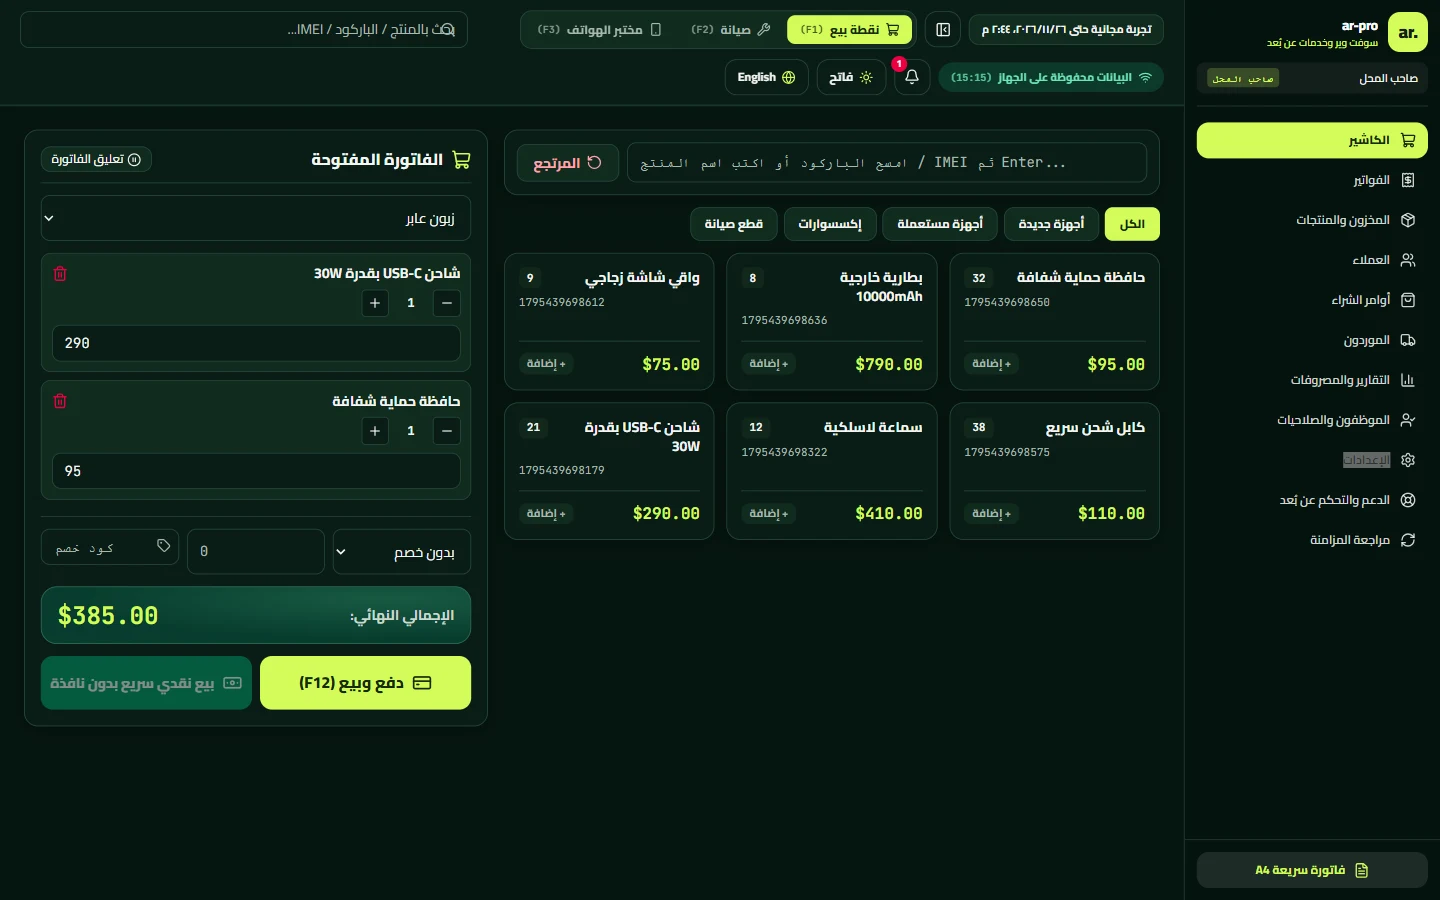 ar-pro
سوفت وير وخدمات عن بُعد
ar.
صاحب المحل
صاحب المحل
الكاشير
الفواتير
المخزون والمنتجات
العملاء
أوامر الشراء
الموردون
التقارير والمصروفات
الموظفون والصلاحيات
الإعدادات
الدعم والتحكم عن بُعد
مراجعة المزامنة
فاتورة سريعة A4
تجربة مجانية حتى ٢٠٢٦/١١/٢٦، ٢:٤٤ م
نقطة بيع (F1)
صيانة (F2)
مختبر الهواتف (F3)
بحث بالمنتج / الباركود / IMEI...
البيانات محفوظة على الجهاز (15:15)
1
فاتح
English
امسح الباركود أو اكتب اسم المنتج / IMEI ثم Enter...
المرتجع
الكل
أجهزة جديدة
أجهزة مستعملة
إكسسوارات
قطع صيانة
حافظة حماية شفافة
32
1795439698650
$95.00
+ إضافة
بطارية خارجية
10000mAh
8
1795439698636
$790.00
+ إضافة
واقي شاشة زجاجي
9
1795439698612
$75.00
+ إضافة
كابل شحن سريع
38
1795439698575
$110.00
+ إضافة
سماعة لاسلكية
12
1795439698322
$410.00
+ إضافة
شاحن USB-C بقدرة
30W
21
1795439698179
$290.00
+ إضافة
الفاتورة المفتوحة
تعليق الفاتورة
زبون عابر
شاحن USB-C بقدرة 30W
1
290
حافظة حماية شفافة
1
95
بدون خصم
0
كود خصم
الإجمالي النهائي:
$385.00
دفع وبيع (F12)
بيع نقدي سريع بدون نافذة